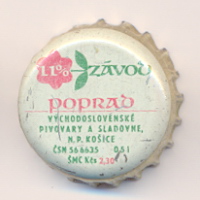 11% ZÁVOD
POPRAD
VÝCHODOSLOVENSKÉ
PIVOVARY A SLADOVNE,
N.P. KOŠICE
ČSN 56 6635 0,5 l
ŠMC Kčs 2,30